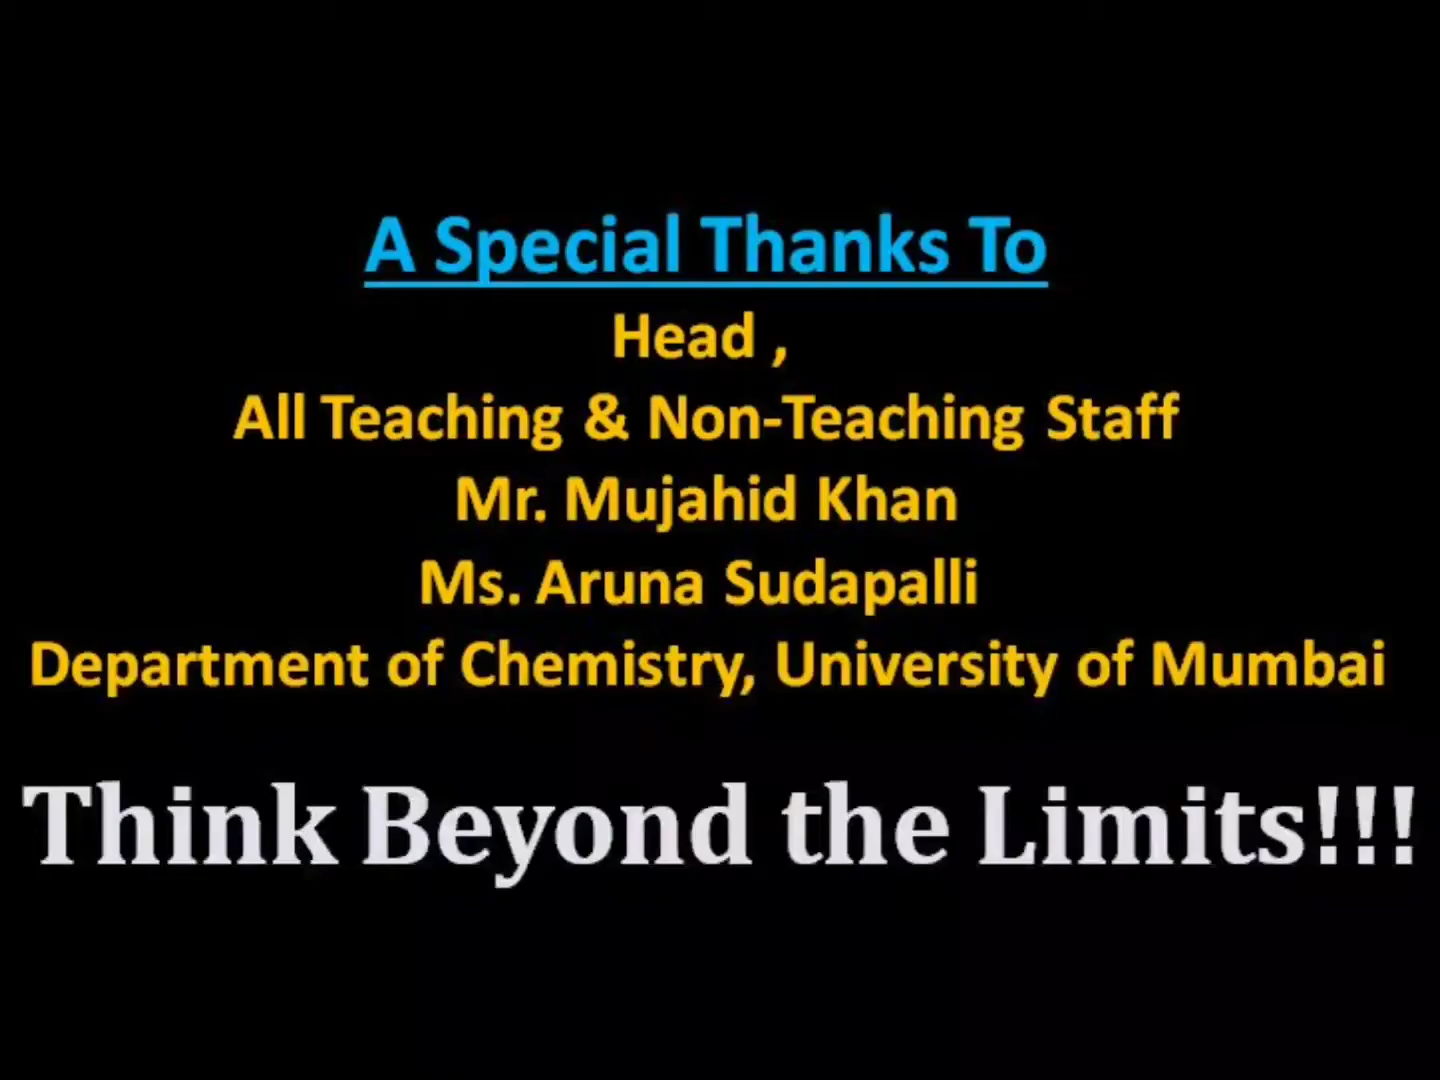 A Special Thanks To
Head ,
All Teaching & Non-Teaching Staff
Mr. Mujahid Khan
Ms. Aruna Sudapalli
Department of Chemistry, University of Mumbai
Think Beyond the Limits!!!